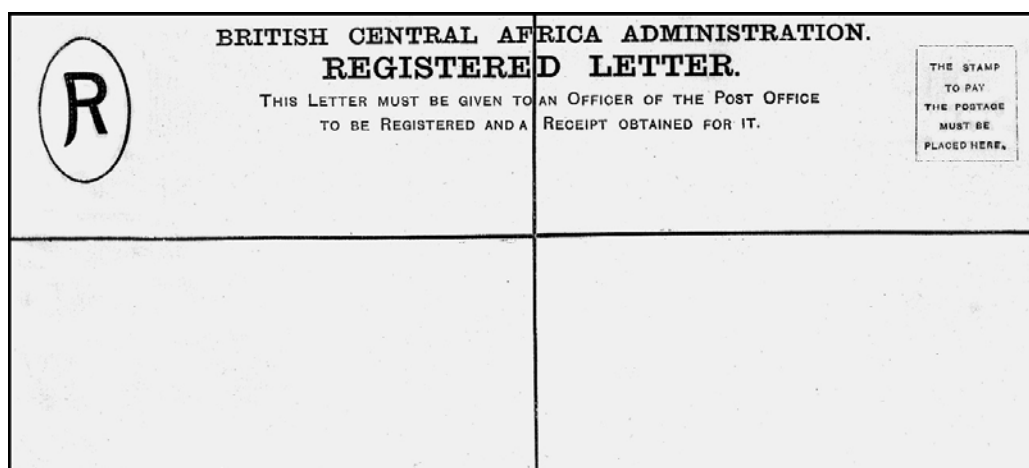 R
BRITISH CENTRAL AFRICA ADMINISTRATION.
REGISTERED LETTER.
THIS LETTER MUST BE GIVEN TO AN OFFICER OF THE POST OFFICE
TO BE REGISTERED AND A RECEIPT OBTAINED FOR IT.
THE STAMP
TO PAY
THE POSTAGE
MUST BE
PLACED HERE.